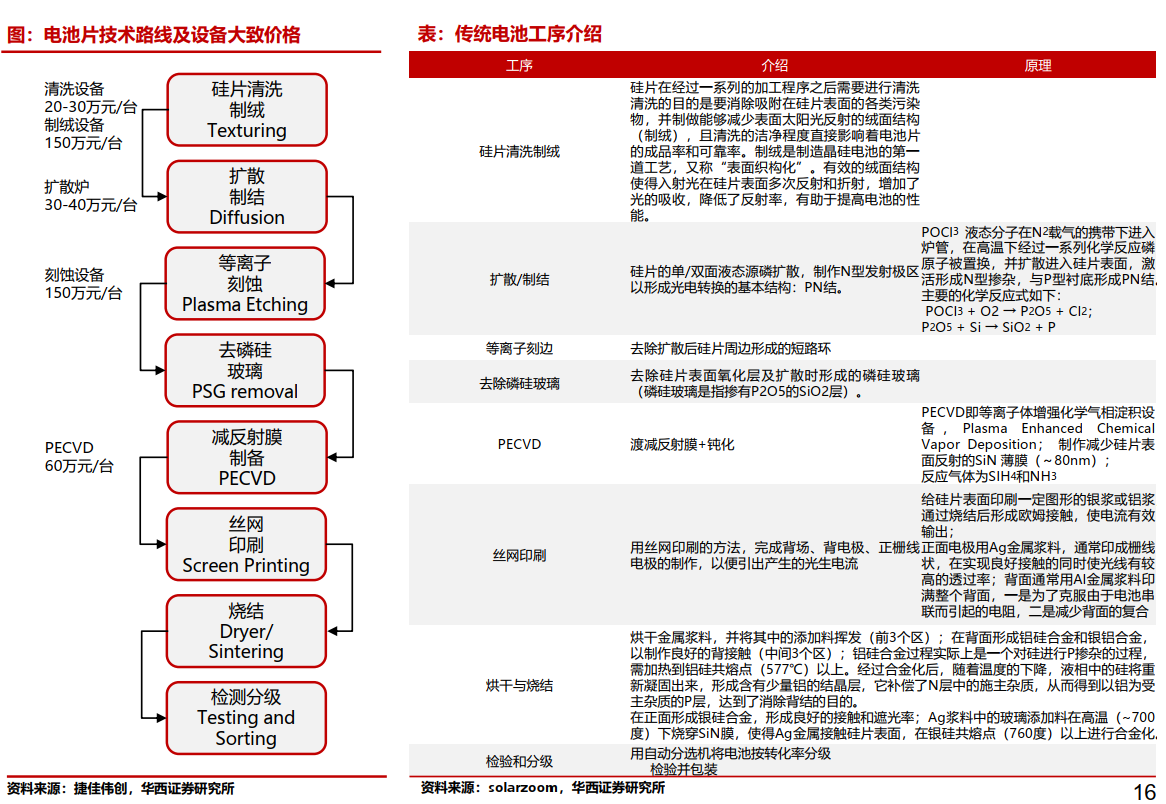 图：电池片技术路线及设备大致价格
清洗设备
20-30万元/台
制绒设备
150万元/台
硅片清洗
制绒
Texturing
扩散炉
30-40万元/台
扩散
制结
Diffusion
刻蚀设备
150万元/台
等离子
刻蚀
Plasma Etching
去磷硅
玻璃
PSG removal
PECVD
60万元/台
减反射膜
制备
PECVD
丝网
印刷
Screen Printing
烧结
Dryer/
Sintering
检测分级
Testing and
Sorting
资料来源：捷佳伟创，华西证券研究所
表：传统电池工序介绍
工序 介绍 原理
硅片清洗制绒
硅片在经过一系列的加工程序之后需要进行清洗
清洗的目的是要消除吸附在硅片表面的各类污染
物，并制做能够减少表面太阳光反射的绒面结构
（制绒），且清洗的洁净程度直接影响着电池片
的成品率和可靠率。制绒是制造晶硅电池的第一
道工艺，又称“表面织构化”。有效的绒面结构
使得入射光在硅片表面多次反射和折射，增加了
光的吸收，降低了反射率，有助于提高电池的性
能。
扩散/制结
硅片的单/双面液态源磷扩散，制作N型发射极区
以形成光电转换的基本结构：PN结。
POCl3 液态分子在N2载气的携带下进入
炉管，在高温下经过一系列化学反应磷
原子被置换，并扩散进入硅片表面，激
活形成N型掺杂，与P型衬底形成PN结。
主要的化学反应式如下：
POCl3 + O2 → P2O5 + Cl2；
P2O5 + Si → SiO2 + P
等离子刻边
去除扩散后硅片周边形成的短路环
去除磷硅玻璃
去除硅片表面氧化层及扩散时形成的磷硅玻璃
（磷硅玻璃是指掺有P2O5的SiO2层）。
PECVD
渡减反射膜+钝化
PECVD即等离子体增强化学气相淀积设
备，Plasma Enhanced Chemical
Vapor Deposition； 制作减少硅片表
面反射的SiN 薄膜（~80nm）；
反应气体为SIH4和NH3
丝网印刷
用丝网印刷的方法，完成背场、背电极、正栅线
电极的制作，以便引出产生的光生电流
给硅片表面印刷一定图形的银浆或铝浆
通过烧结后形成欧姆接触，使电流有效
输出；
正面电极用Ag金属浆料，通常印成栅线
状，在实现良好接触的同时使光线有较
高的透过率；背面通常用Al金属浆料印
满整个背面，一是为了克服由于电池串
联而引起的电阻，二是减少背面的复合
烘干与烧结
烘干金属浆料，并将其中的添加料挥发（前3个区）；在背面形成铝硅合金和银铝合金，
以制作良好的背接触（中间3个区）；铝硅合金过程实际上是一个对硅进行P掺杂的过程，
需加热到铝硅共熔点（577℃）以上。经过合金化后，随着温度的下降，液相中的硅将重
新凝固出来，形成含有少量铝的结晶层，它补偿了N层中的施主杂质，从而得到以铝为受
主杂质的P层，达到了消除背结的目的。
在正面形成银硅合金，形成良好的接触和遮光率；Ag浆料中的玻璃添加料在高温（~700
度）下烧穿SiN膜，使得Ag金属接触硅片表面，在银硅共熔点（760度）以上进行合金化。
检验和分级
用自动分选机将电池按转化率分级
检验并包装
资料来源：solarzoom，华西证券研究所
16